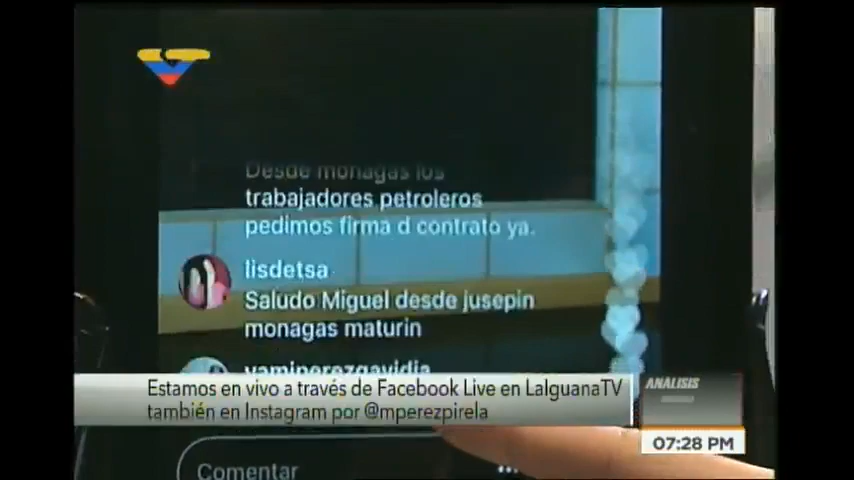 Desde monagas los
trabajadores petroleros
pedimos firma d contrato ya.
lisdetsa
Saludo Miguel desde jusepin
monagas maturin
yamiperezgavidia
Estamos en vivo a través de Facebook Live en LaIguanaTV
también en Instagram por @mperezpirela
ANALISIS
07:28 PM
Comentar